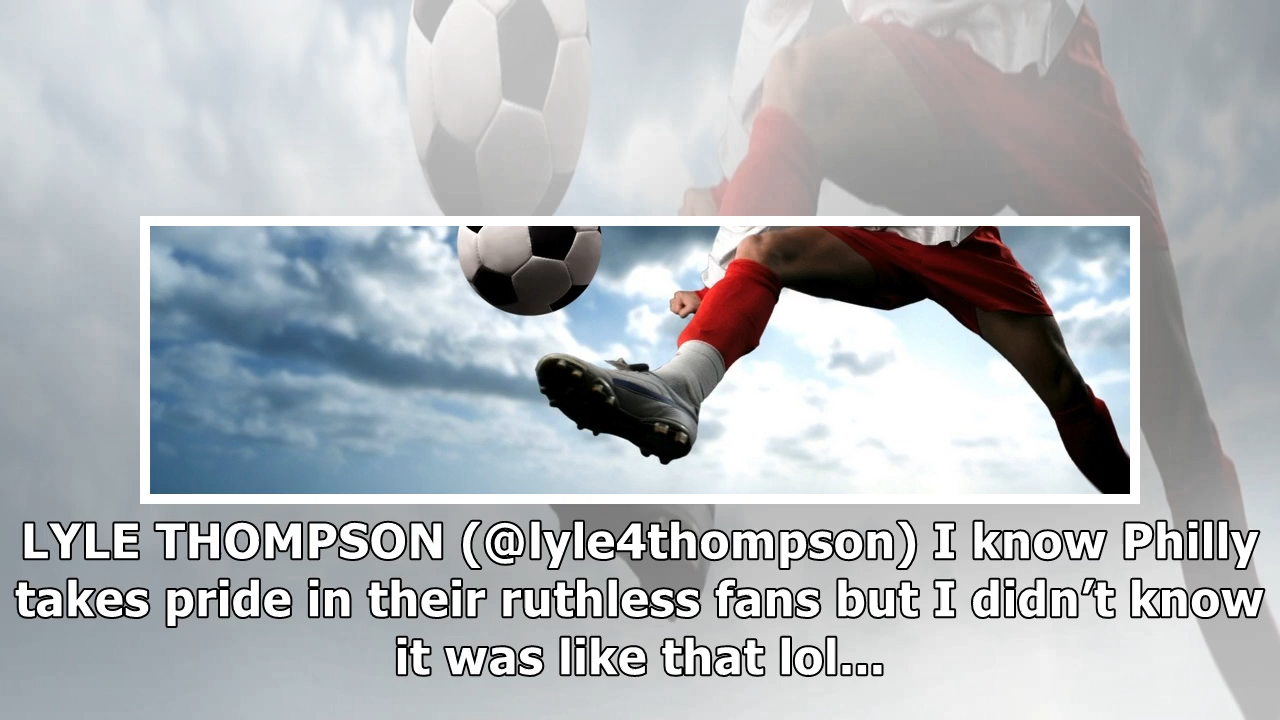 LYLE THOMPSON (@lyle4thompson) I know Philly
takes pride in their ruthless fans but I didn’t know
it was like that lol...